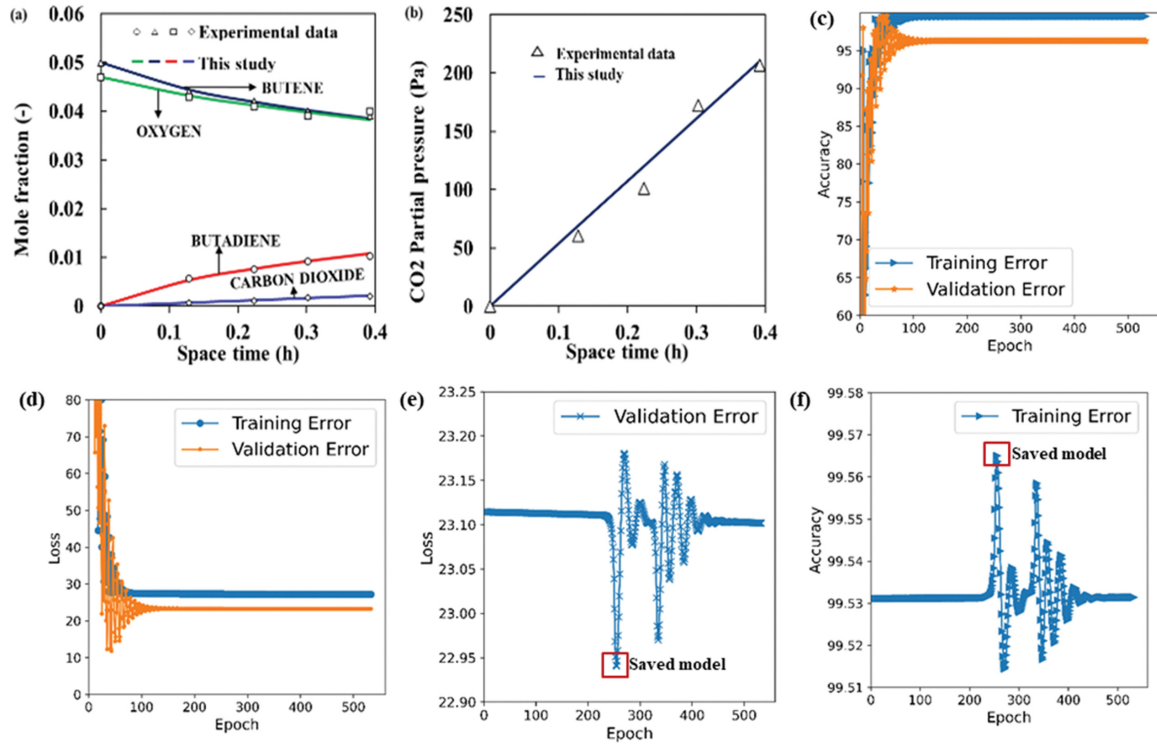 (a)
Experimental data
This study
BUTENE
OXYGEN
BUTADIENE
CARBON DIOXIDE
Mole fraction (-)
0.06
0.05
0.04
0.03
0.02
0.01
0
0
0.1
0.2
0.3
0.4
Space time (h)
(b)
Experimental data
This study
CO2 Partial pressure (Pa)
250
200
150
100
50
0
0
0.1
0.2
0.3
0.4
Space time (h)
(c)
Training Error
Validation Error
Accuracy
95
90
85
80
75
70
65
60
0
100
200
300
400
500
Epoch
(d)
Training Error
Validation Error
Loss
80
70
60
50
40
30
20
10
0
0
100
200
300
400
500
Epoch
(e)
Validation Error
Saved model
Loss
23.25
23.20
23.15
23.10
23.05
23.00
22.95
22.90
0
100
200
300
400
500
Epoch
(f)
Training Error
Saved model
Accuracy
99.58
99.57
99.56
99.55
99.54
99.53
99.52
99.51
0
100
200
300
400
500
Epoch